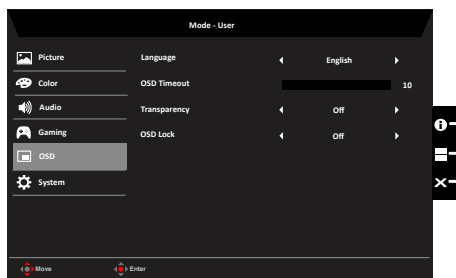 Mode - User
Picture
Language
English
Color
OSD Timeout
10
Audio
Transparency
Off
Gaming
OSD Lock
Off
OSD
System
Move
Enter